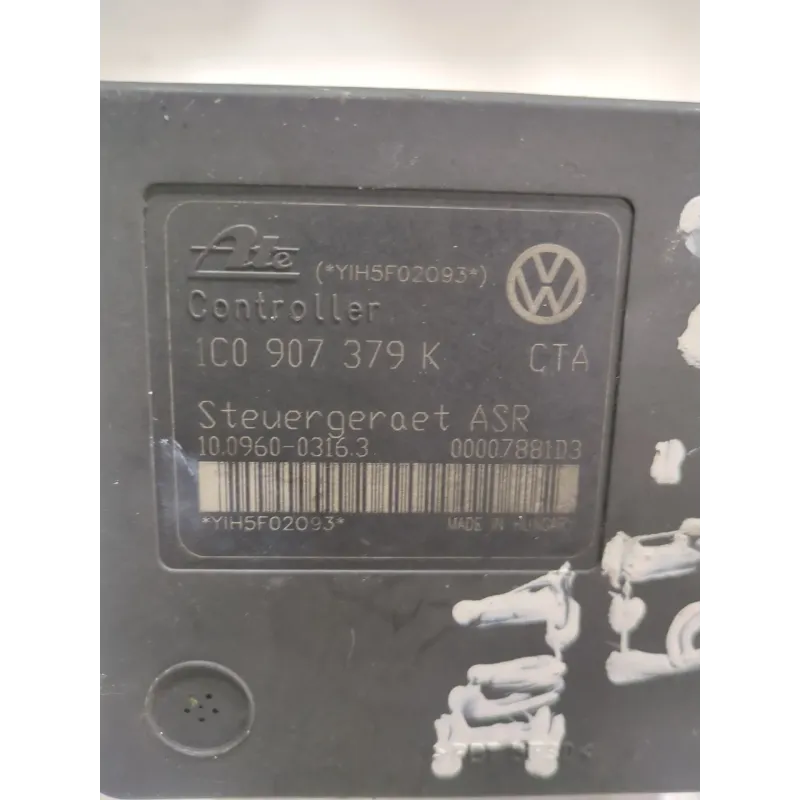 Ate (*YIH5F02093*)
Controller
1C0 907 379 K CTA
Steuergeraet ASR
10.0960-0316.3 00007881D3
*YIH5F02093* MADE IN HUNGARY